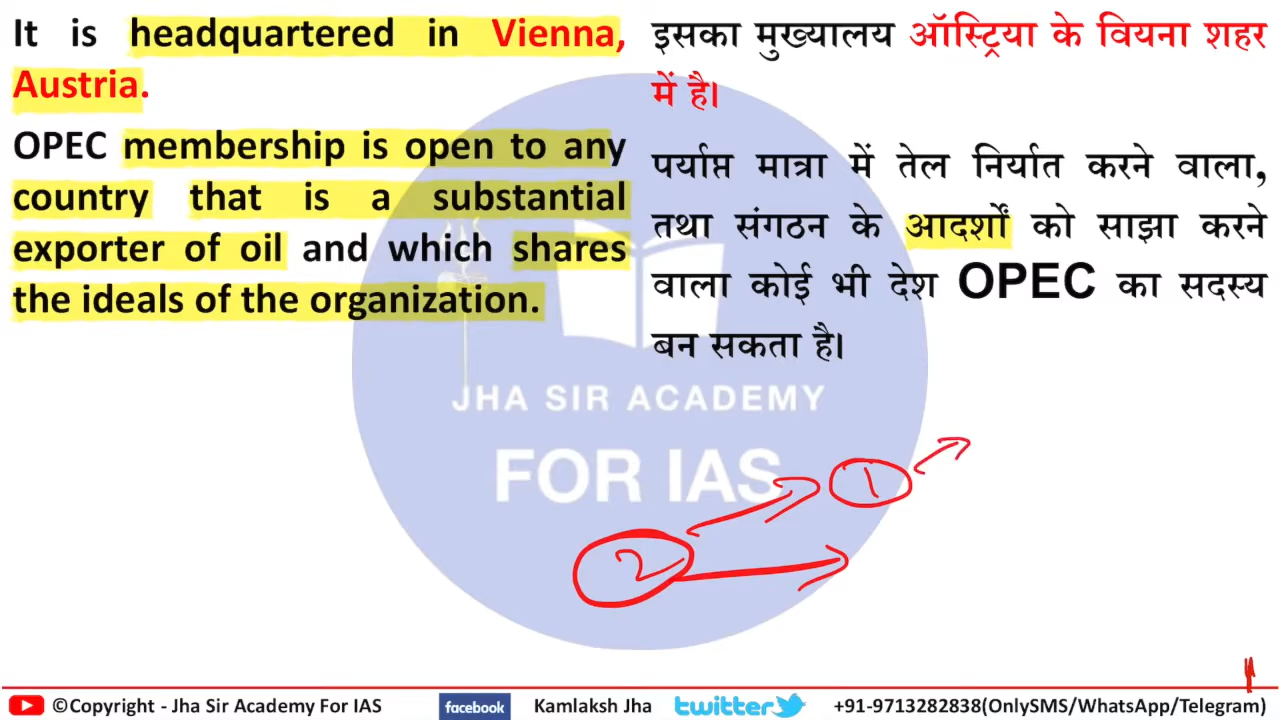 It is headquartered in Vienna,
Austria.
OPEC membership is open to any
country that is a substantial
exporter of oil and which shares
the ideals of the organization.
इसका मुख्यालय ऑस्ट्रिया के वियना शहर
में है।
पर्याप्त मात्रा में तेल निर्यात करने वाला,
तथा संगठन के आदर्शों को साझा करने
वाला कोई भी देश OPEC का सदस्य
बन सकता है।
JHA SIR ACADEMY
FOR IAS
1
2
©Copyright - Jha Sir Academy For IAS facebook Kamlaksh Jha twitter +91-9713282838(OnlySMS/WhatsApp/Telegram)